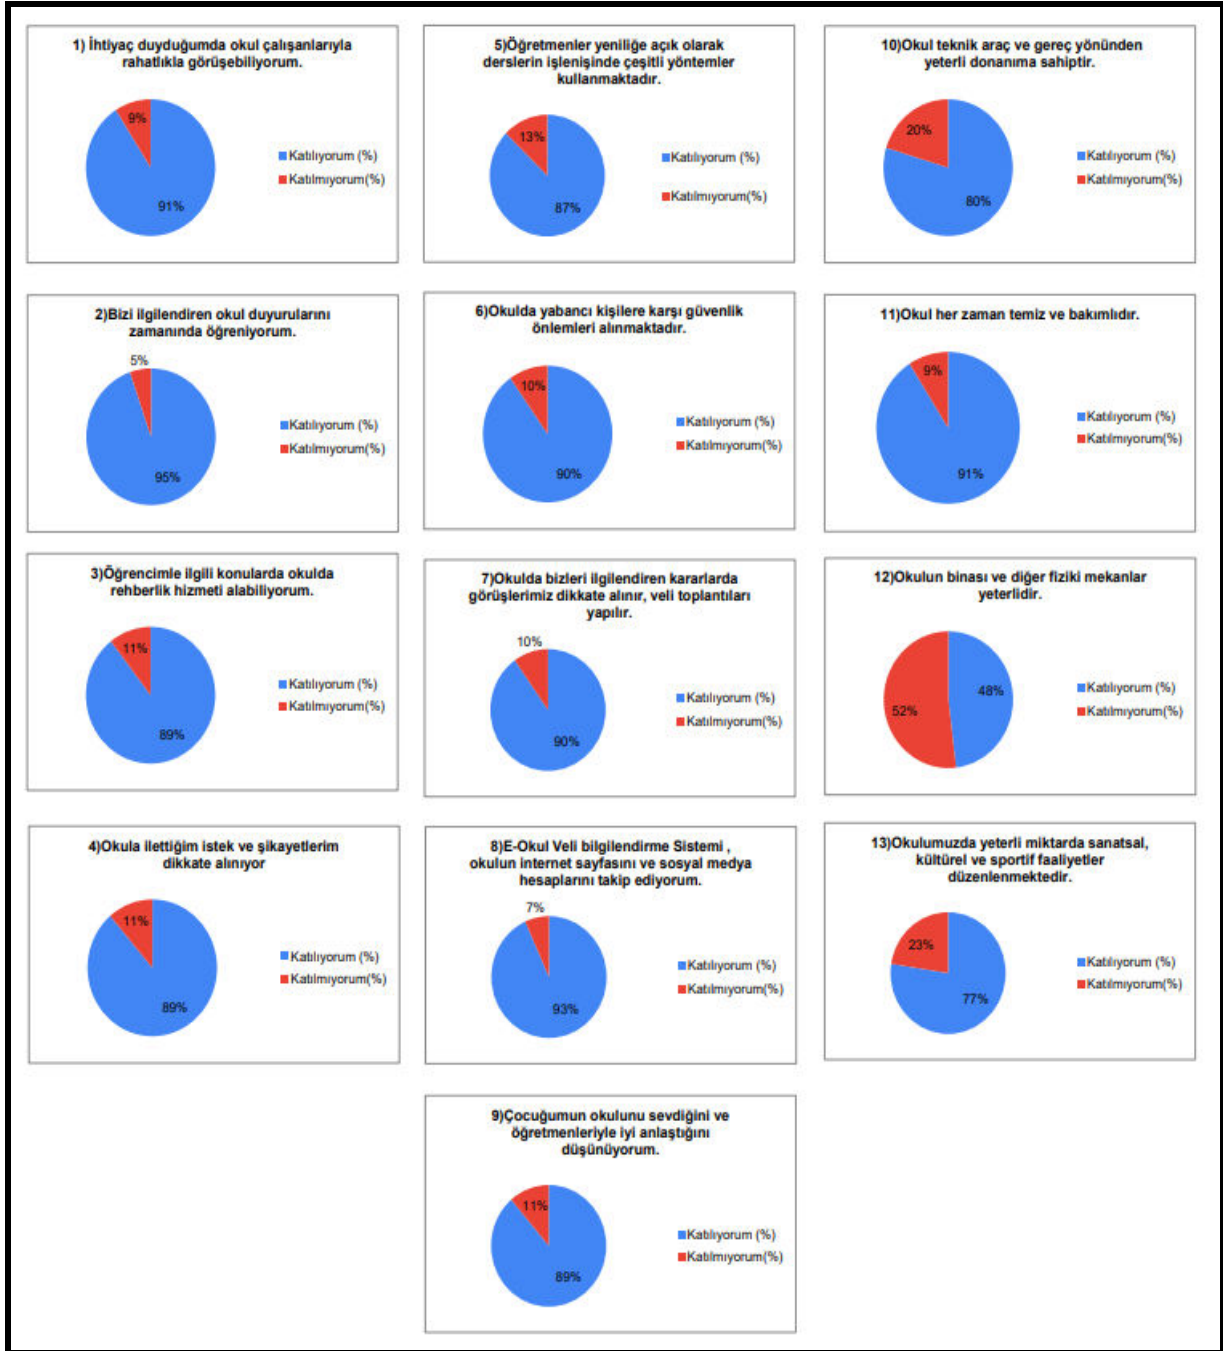 1) İhtiyaç duyduğumda okul çalışanlarıyla
rahatlıkla görüşebiliyorum.
9%
91%
Katılıyorum (%)
Katılmıyorum(%)
2)Bizi ilgilendiren okul duyurularını
zamanında öğreniyorum.
5%
95%
Katılıyorum (%)
Katılmıyorum(%)
3)Öğrencimle ilgili konularda okulda
rehberlik hizmeti alabiliyorum.
11%
89%
Katılıyorum (%)
Katılmıyorum(%)
4)Okula ilettiğim istek ve şikayetlerim
dikkate alınıyor
11%
89%
Katılıyorum (%)
Katılmıyorum(%)
5)Öğretmenler yeniliğe açık olarak
derslerin işlenişinde çeşitli yöntemler
kullanmaktadır.
13%
87%
Katılıyorum (%)
Katılmıyorum(%)
6)Okulda yabancı kişilere karşı güvenlik
önlemleri alınmaktadır.
10%
90%
Katılıyorum (%)
Katılmıyorum(%)
7)Okulda bizleri ilgilendiren kararlarda
görüşlerimiz dikkate alınır, veli toplantıları
yapılır.
10%
90%
Katılıyorum (%)
Katılmıyorum(%)
8)E-Okul Veli bilgilendirme Sistemi ,
okulun internet sayfasını ve sosyal medya
hesaplarını takip ediyorum.
7%
93%
Katılıyorum (%)
Katılmıyorum(%)
9)Çocuğumun okulunu sevdiğini ve
öğretmenleriyle iyi anlaştığını
düşünüyorum.
11%
89%
Katılıyorum (%)
Katılmıyorum(%)
10)Okul teknik araç ve gereç yönünden
yeterli donanıma sahiptir.
20%
80%
Katılıyorum (%)
Katılmıyorum(%)
11)Okul her zaman temiz ve bakımlıdır.
9%
91%
Katılıyorum (%)
Katılmıyorum(%)
12)Okulun binası ve diğer fiziki mekanlar
yeterlidir.
48%
52%
Katılıyorum (%)
Katılmıyorum(%)
13)Okulumuzda yeterli miktarda sanatsal,
kültürel ve sportif faaliyetler
düzenlenmektedir.
23%
77%
Katılıyorum (%)
Katılmıyorum(%)